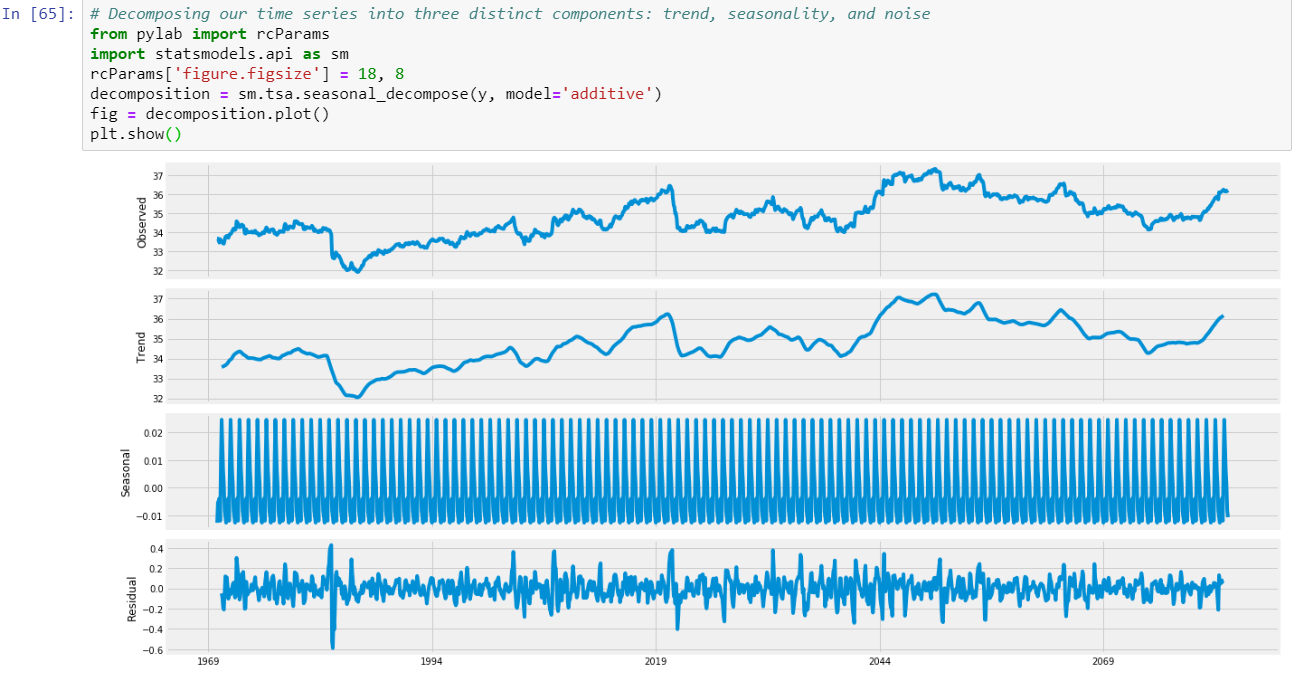 In [65]: # Decomposing our time series into three distinct components: trend, seasonality, and noise
from pylab import rcParams
import statsmodels.api as sm
rcParams['figure.figsize'] = 18, 8
decomposition = sm.tsa.seasonal_decompose(y, model='additive')
fig = decomposition.plot()
plt.show()
Observed
37
36
35
34
33
32
Trend
37
36
35
34
33
32
Seasonal
0.02
0.01
0.00
−0.01
Residual
0.4
0.2
0.0
−0.2
−0.4
−0.6
1969 1994 2019 2044 2069